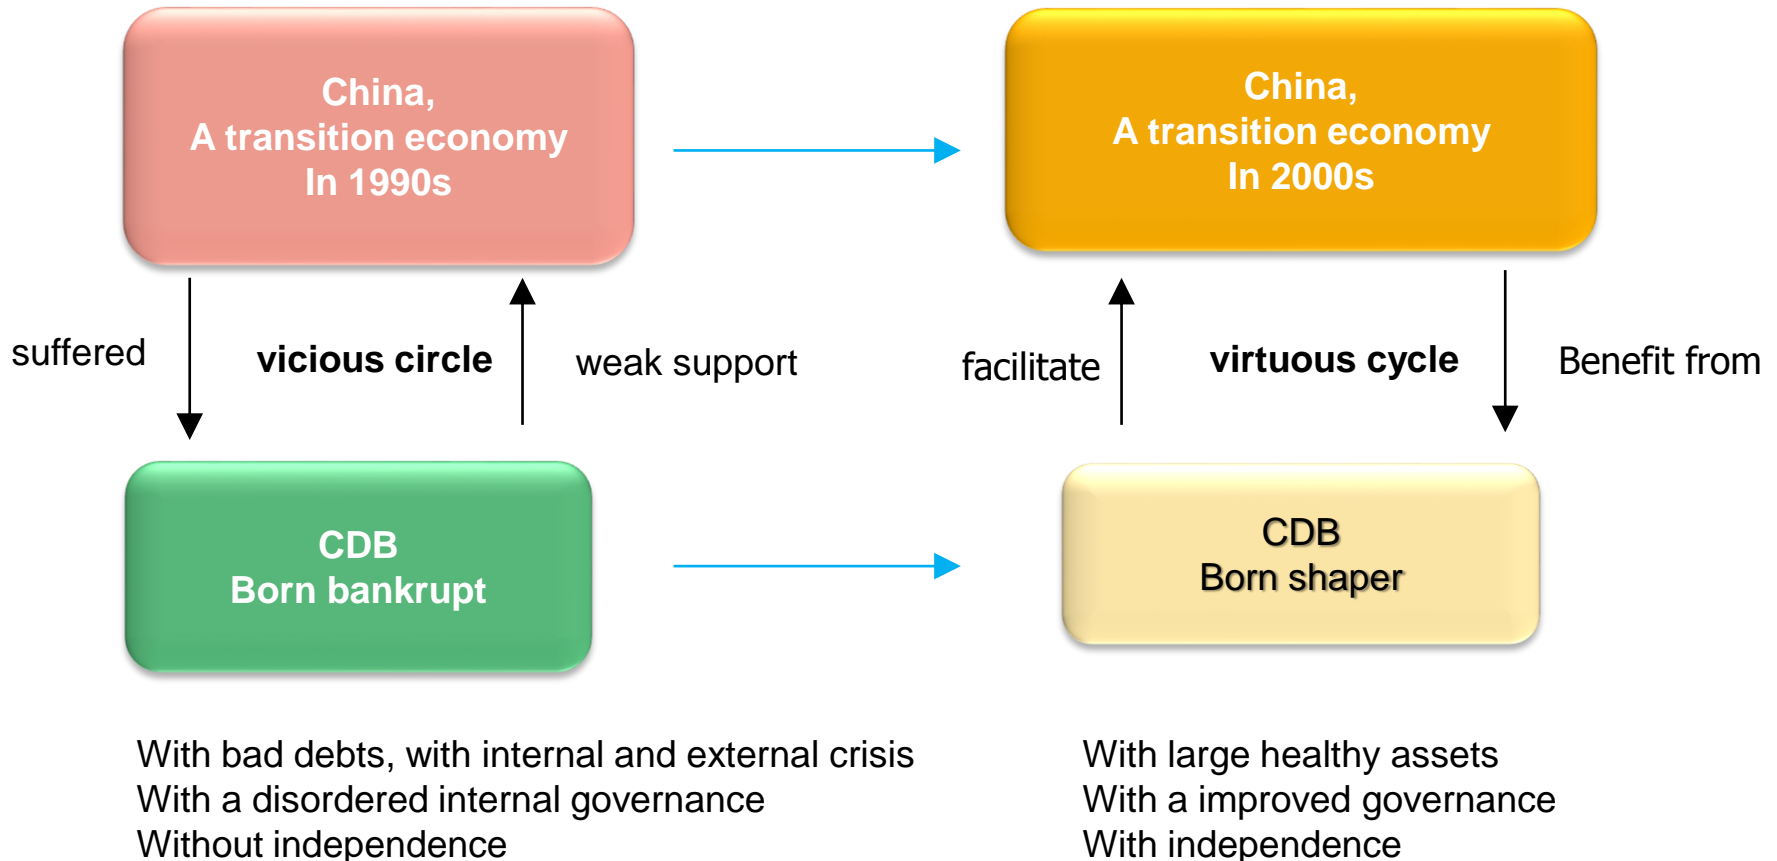 China,
A transition economy
In 1990s
China,
A transition economy
In 2000s
suffered
vicious circle
weak support
facilitate
virtuous cycle
Benefit from
CDB
Born bankrupt
CDB
Born shaper
With bad debts, with internal and external crisis
With a disordered internal governance
Without independence
With large healthy assets
With a improved governance
With independence